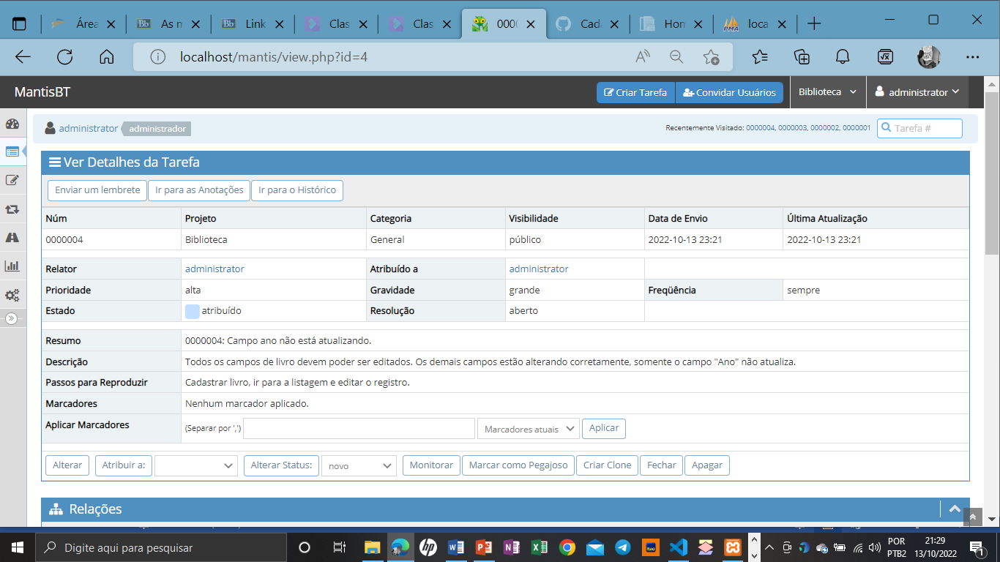 Área
As m
Link
Clas
Clas
000
Cad
Hon
loca
localhost/mantis/view.php?id=4
MantisBT
Criar Tarefa
Convidar Usuários
Biblioteca
administrator
administrator
administrador
Recentemente Visitado: 0000004, 0000003, 0000002, 0000001
Tarefa #
Ver Detalhes da Tarefa
Enviar um lembrete
Ir para as Anotações
Ir para o Histórico
Núm Projeto Categoria Visibilidade Data de Envio Última Atualização
0000004 Biblioteca General público 2022-10-13 23:21 2022-10-13 23:21
Relator administrator Atribuído a administrator
Prioridade alta Gravidade grande Freqüência sempre
Estado atribuído Resolução aberto
Resumo 0000004: Campo ano não está atualizando.
Descrição Todos os campos de livro devem poder ser editados. Os demais campos estão alterando corretamente, somente o campo "Ano" não atualiza.
Passos para Reproduzir Cadastrar livro, ir para a listagem e editar o registro.
Marcadores Nenhum marcador aplicado.
Aplicar Marcadores (Separar por ',') Marcadores atuais Aplicar
Alterar Atribuir a: Alterar Status: novo Monitorar Marcar como Pegajoso Criar Clone Fechar Apagar
Relações
Digite aqui para pesquisar
POR
PTB2
21:29
13/10/2022
1